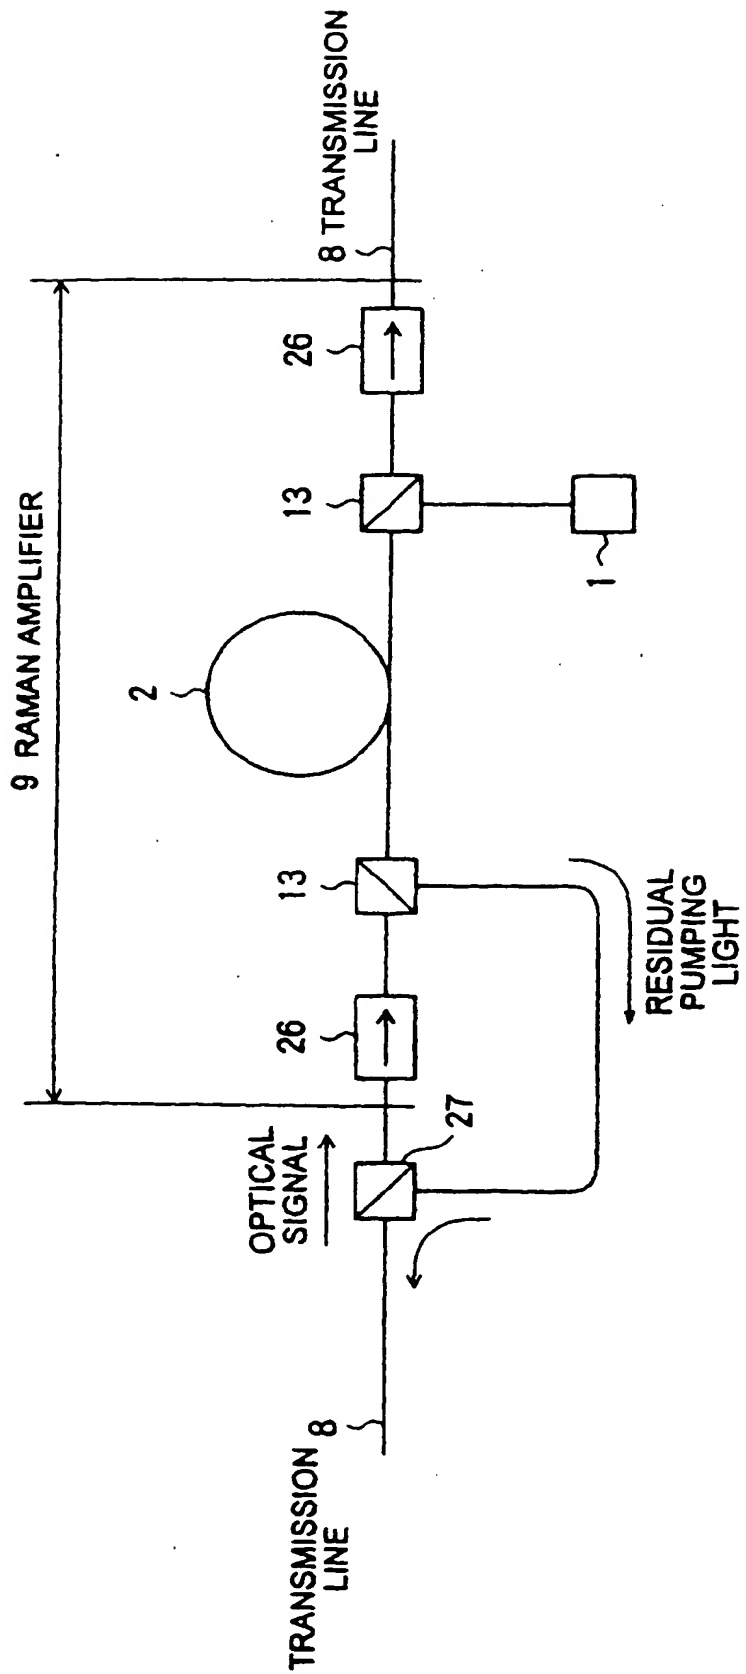 9 RAMAN AMPLIFIER
TRANSMISSION
LINE
8
OPTICAL
SIGNAL
27
26
13
2
13
26
8 TRANSMISSION
LINE
1
RESIDUAL
PUMPING
LIGHT